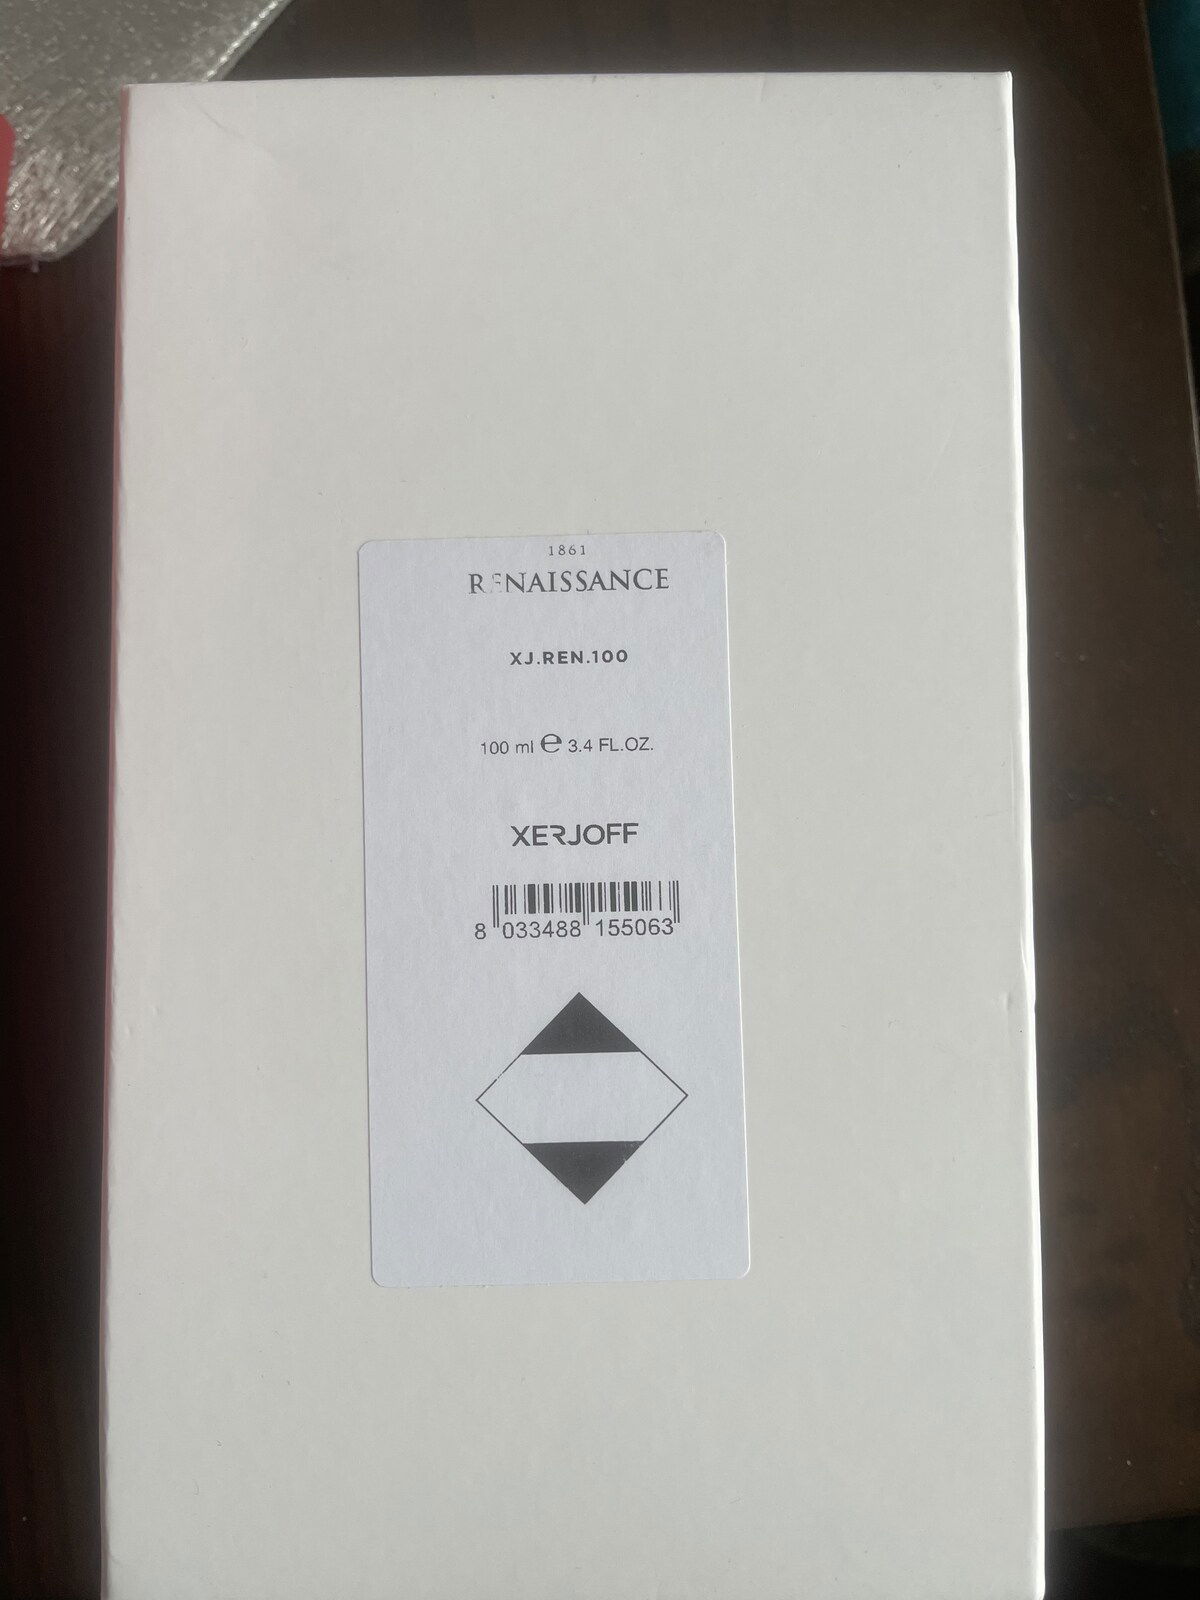 1861
RENAISSANCE
XJ.REN.100
100 ml ℮ 3.4 FL.OZ.
XERJOFF
8 033488 155063